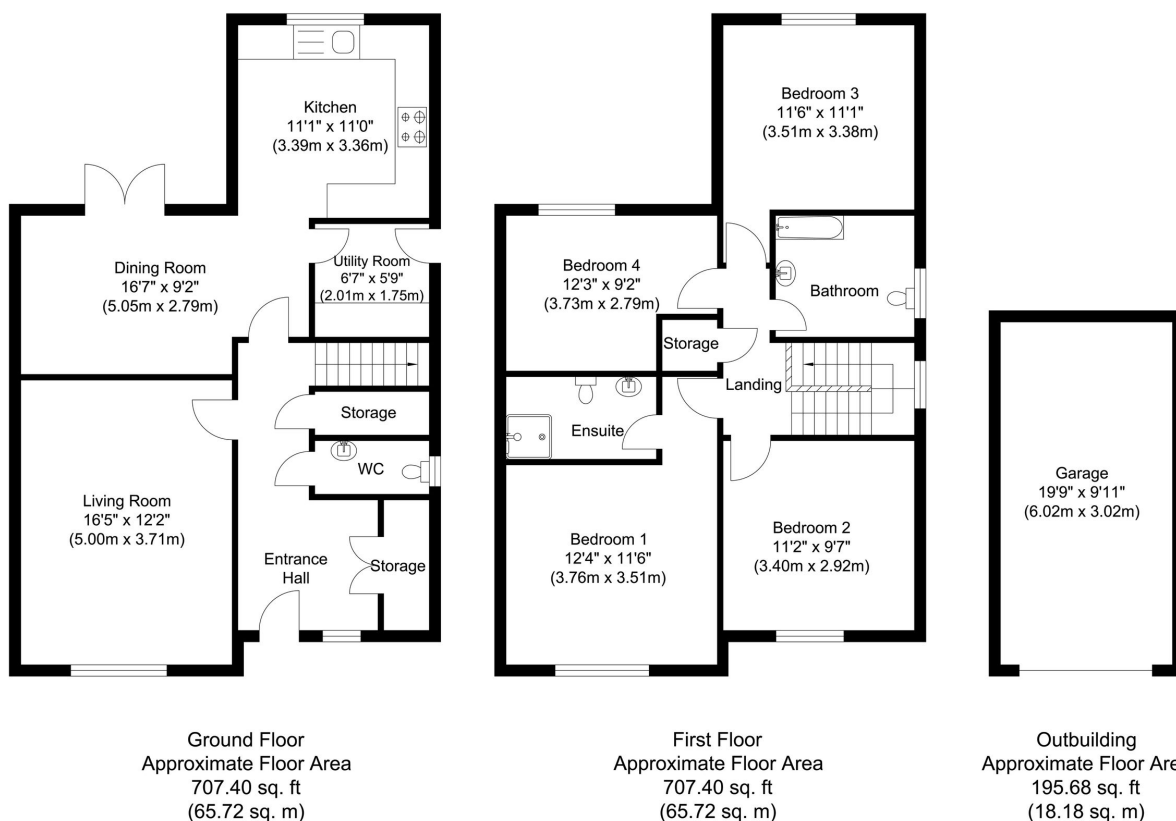 Kitchen
11'1" x 11'0"
(3.39m x 3.36m)
Dining Room
16'7" x 9'2"
(5.05m x 2.79m)
Utility Room
6'7" x 5'9"
(2.01m x 1.75m)
Storage
WC
Living Room
16'5" x 12'2"
(5.00m x 3.71m)
Entrance
Hall
Storage
Ground Floor
Approximate Floor Area
707.40 sq. ft
(65.72 sq. m)
Bedroom 3
11'6" x 11'1"
(3.51m x 3.38m)
Bedroom 4
12'3" x 9'2"
(3.73m x 2.79m)
Bathroom
Storage
Landing
Ensuite
Bedroom 1
12'4" x 11'6"
(3.76m x 3.51m)
Bedroom 2
11'2" x 9'7"
(3.40m x 2.92m)
First Floor
Approximate Floor Area
707.40 sq. ft
(65.72 sq. m)
Garage
19'9" x 9'11"
(6.02m x 3.02m)
Outbuilding
Approximate Floor Are
195.68 sq. ft
(18.18 sq. m)